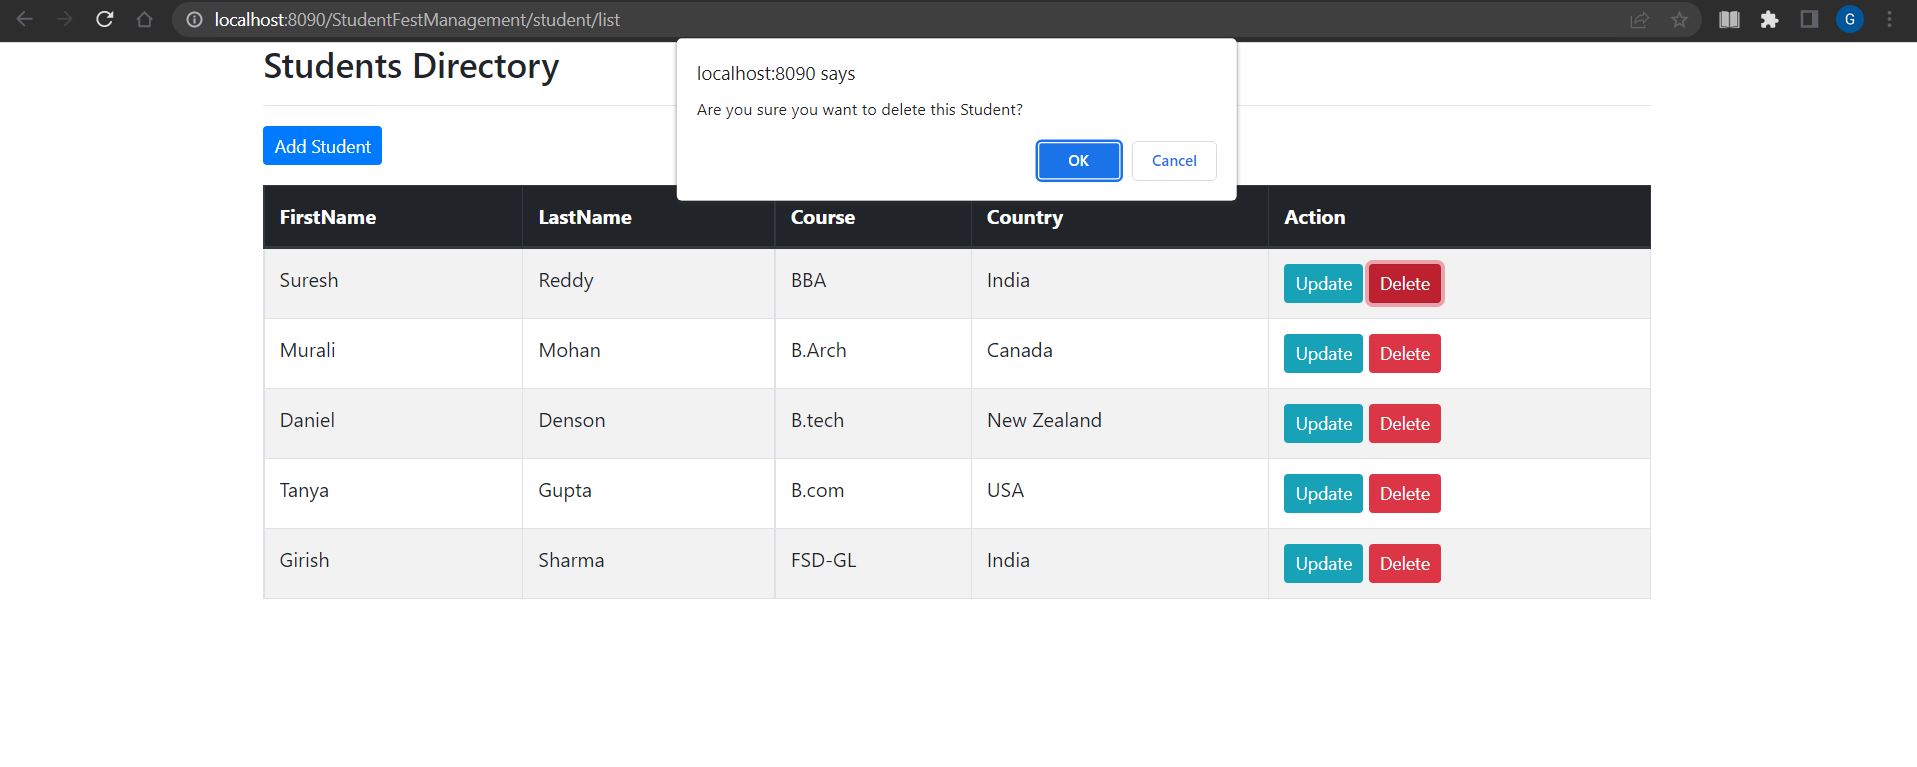 localhost:8090/StudentFestManagement/student/list
G
Students Directory
localhost:8090 says
Are you sure you want to delete this Student?
OK Cancel
Add Student
FirstName LastName Course Country Action
Suresh Reddy BBA India Update Delete
Murali Mohan B.Arch Canada Update Delete
Daniel Denson B.tech New Zealand Update Delete
Tanya Gupta B.com USA Update Delete
Girish Sharma FSD-GL India Update Delete